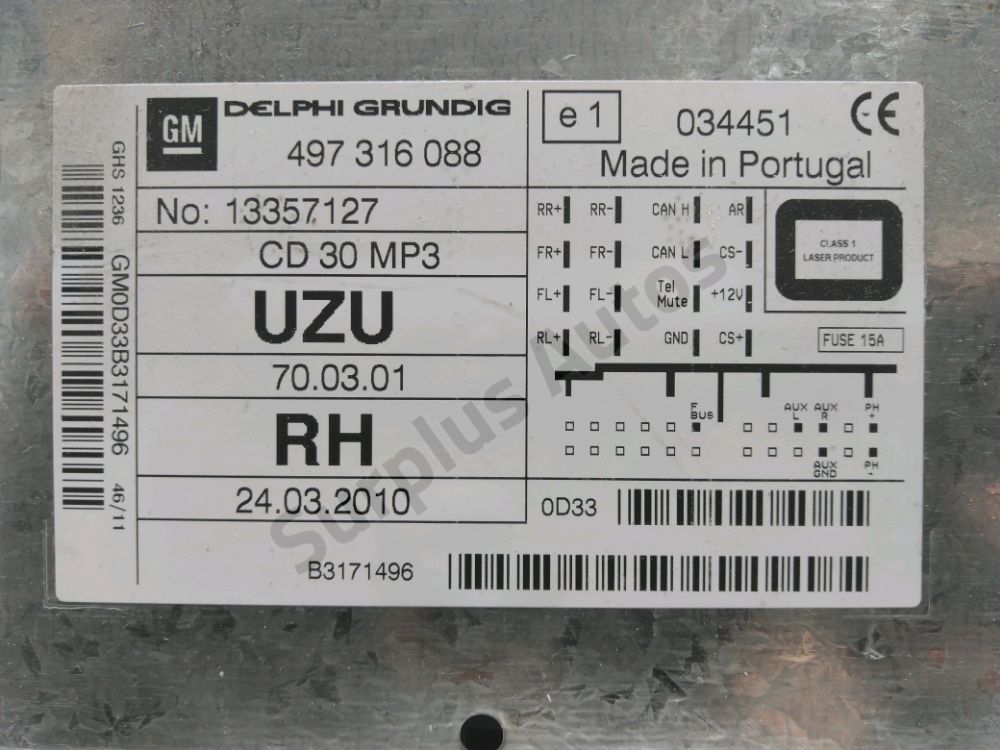 GM
DELPHI GRUNDIG
497 316 088
e1
034451
CE
Made in Portugal
GHS 1236
GM0D33B3171496
46/11
No: 13357127
CD 30 MP3
UZU
70.03.01
RH
24.03.2010
RR+ RR- CAN H AR
FR+ FR- CAN L CS-
FL+ FL- Tel Mute +12V
RL+ RL- GND CS+
CLASS 1
LASER PRODUCT
FUSE 15A
F BUS
AUX L
AUX R
PH +
AUX GND
PH -
0D33
B3171496
Surplus Autos